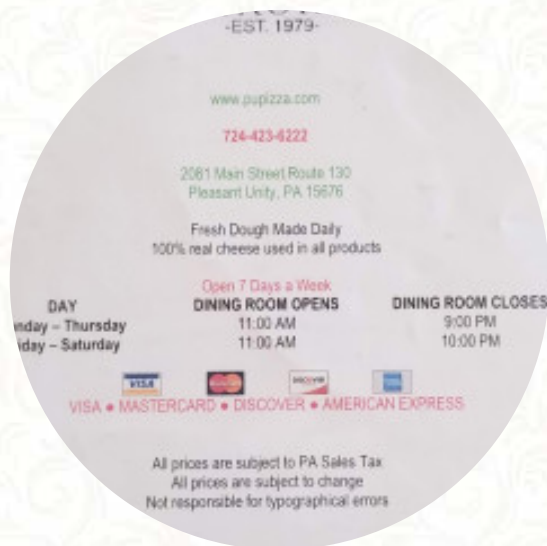 -EST. 1979-
www.pupizza.com
724-423-6222
2081 Main Street Route 130
Pleasant Unity, PA 15676
Fresh Dough Made Daily
100% real cheese used in all products
Open 7 Days a Week
DAY DINING ROOM OPENS DINING ROOM CLOSES
nday – Thursday 11:00 AM 9:00 PM
iday – Saturday 11:00 AM 10:00 PM
VISA MasterCard DISCOVER
VISA ● MASTERCARD ● DISCOVER ● AMERICAN EXPRESS
All prices are subject to PA Sales Tax
All prices are subject to change
Not responsible for typographical errors